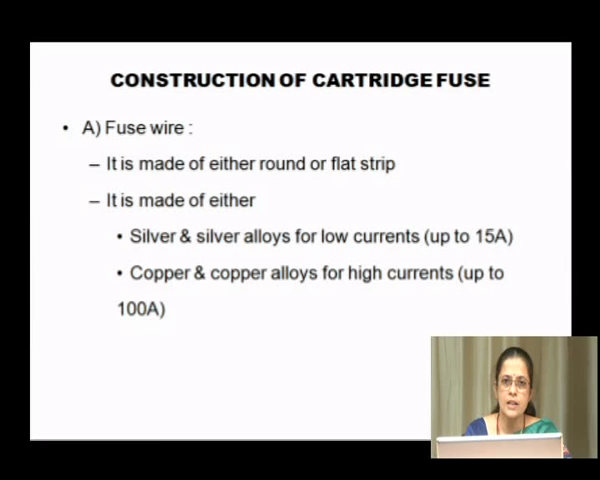 CONSTRUCTION OF CARTRIDGE FUSE
• A) Fuse wire :
– It is made of either round or flat strip
– It is made of either
• Silver & silver alloys for low currents (up to 15A)
• Copper & copper alloys for high currents (up to
100A)